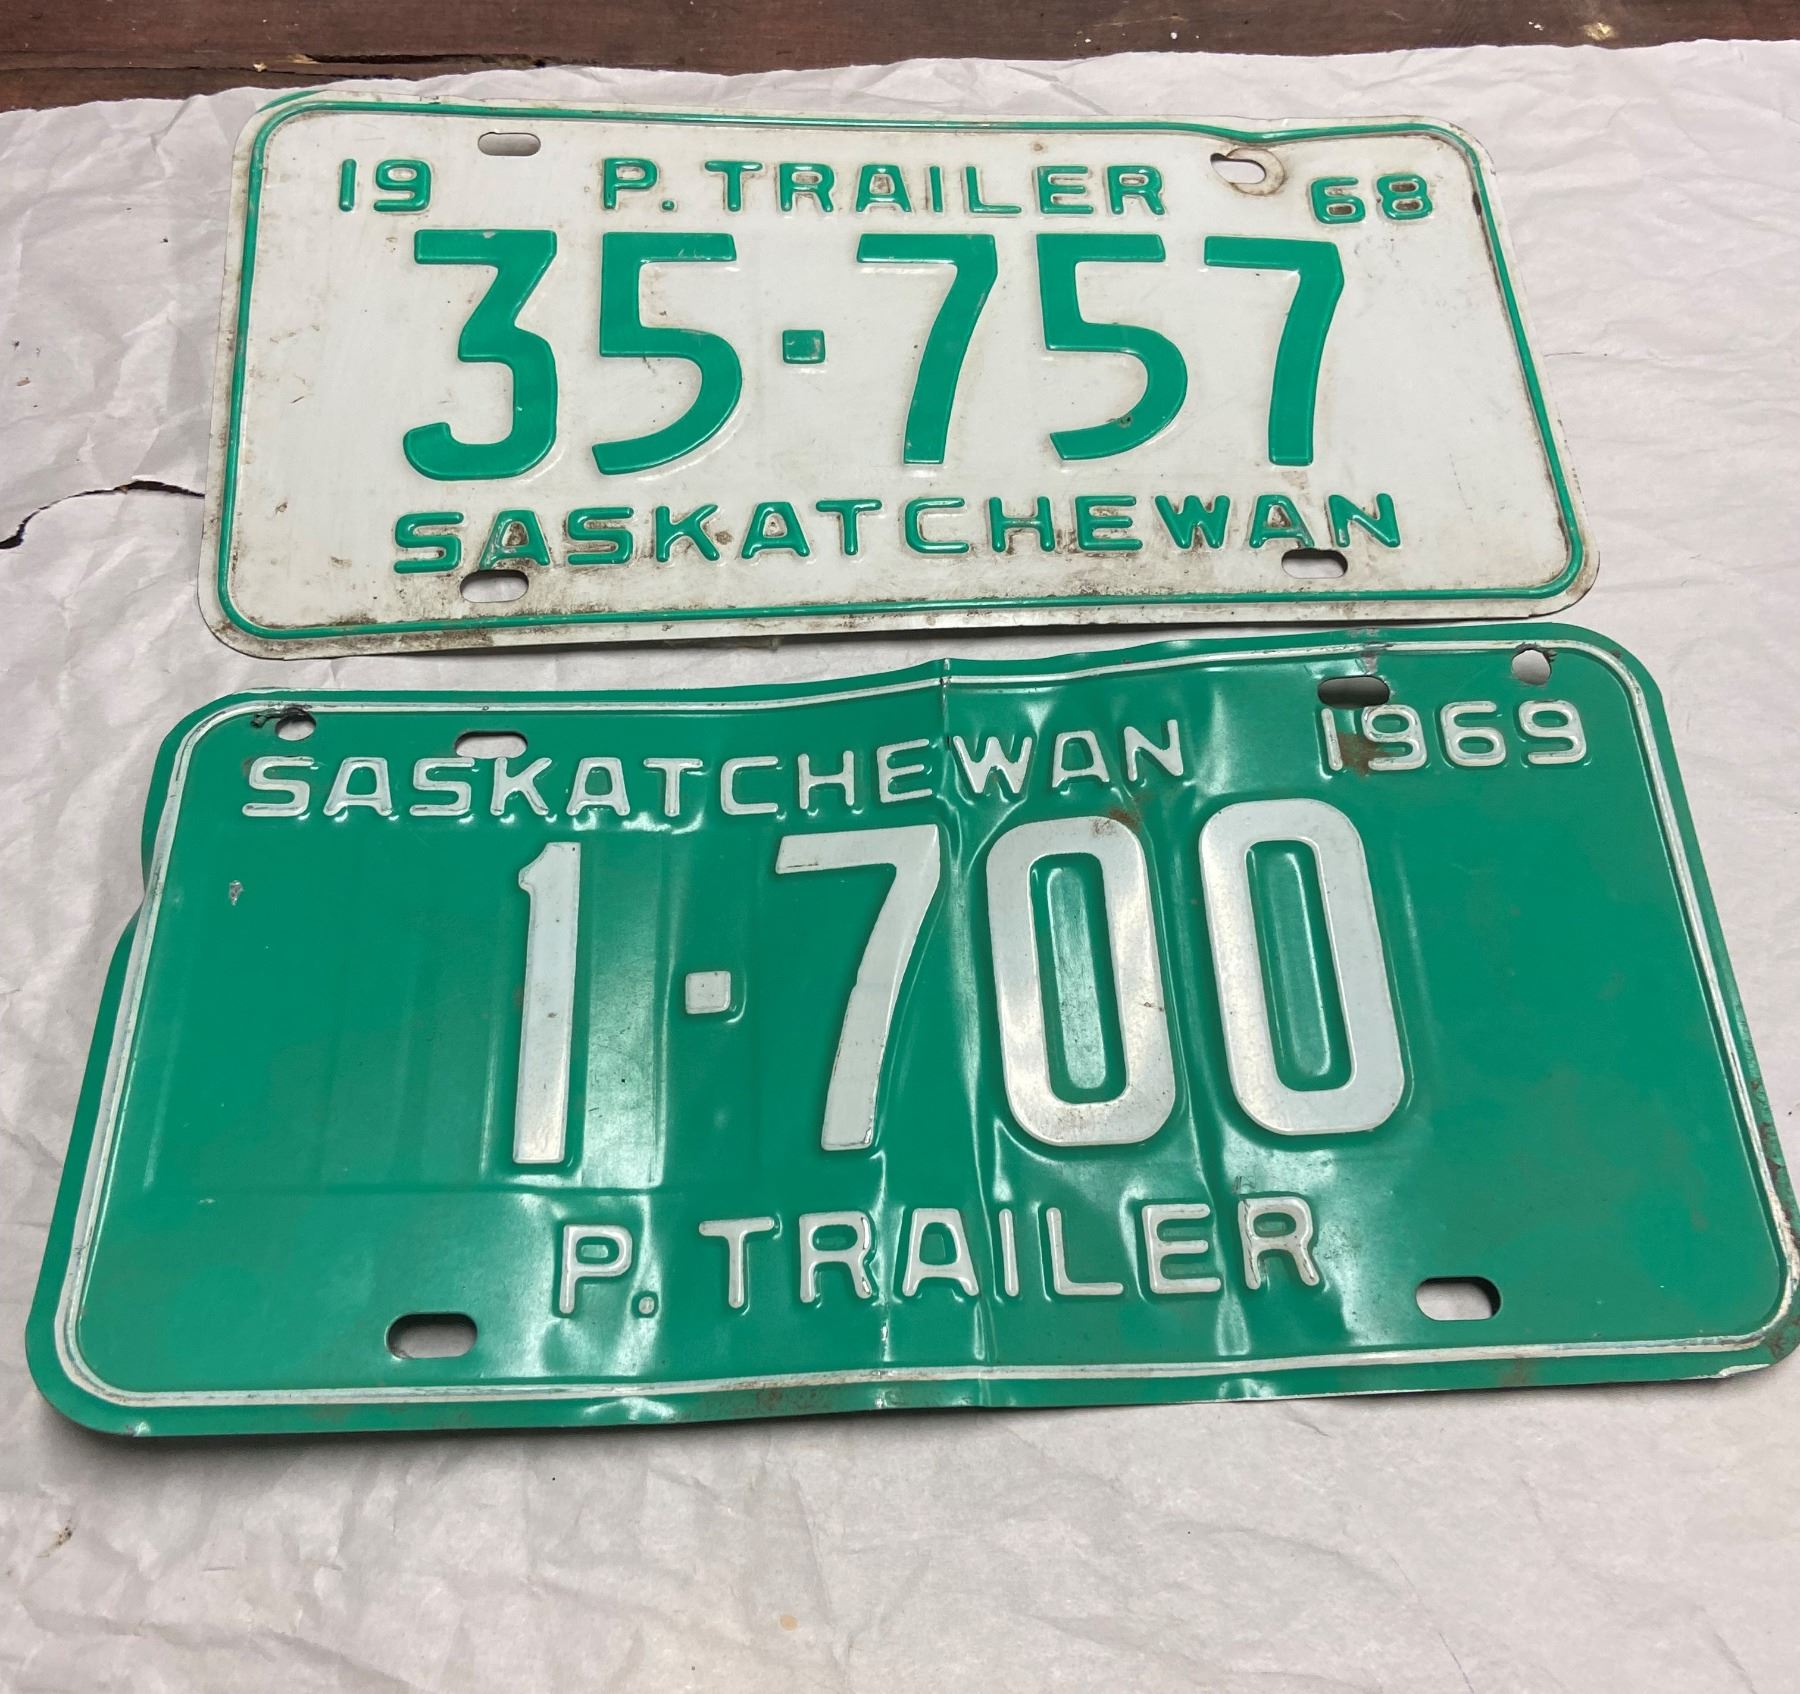 19 P. TRAILER 68
35-757
SASKATCHEWAN
SASKATCHEWAN 1969
1-700
P. TRAILER